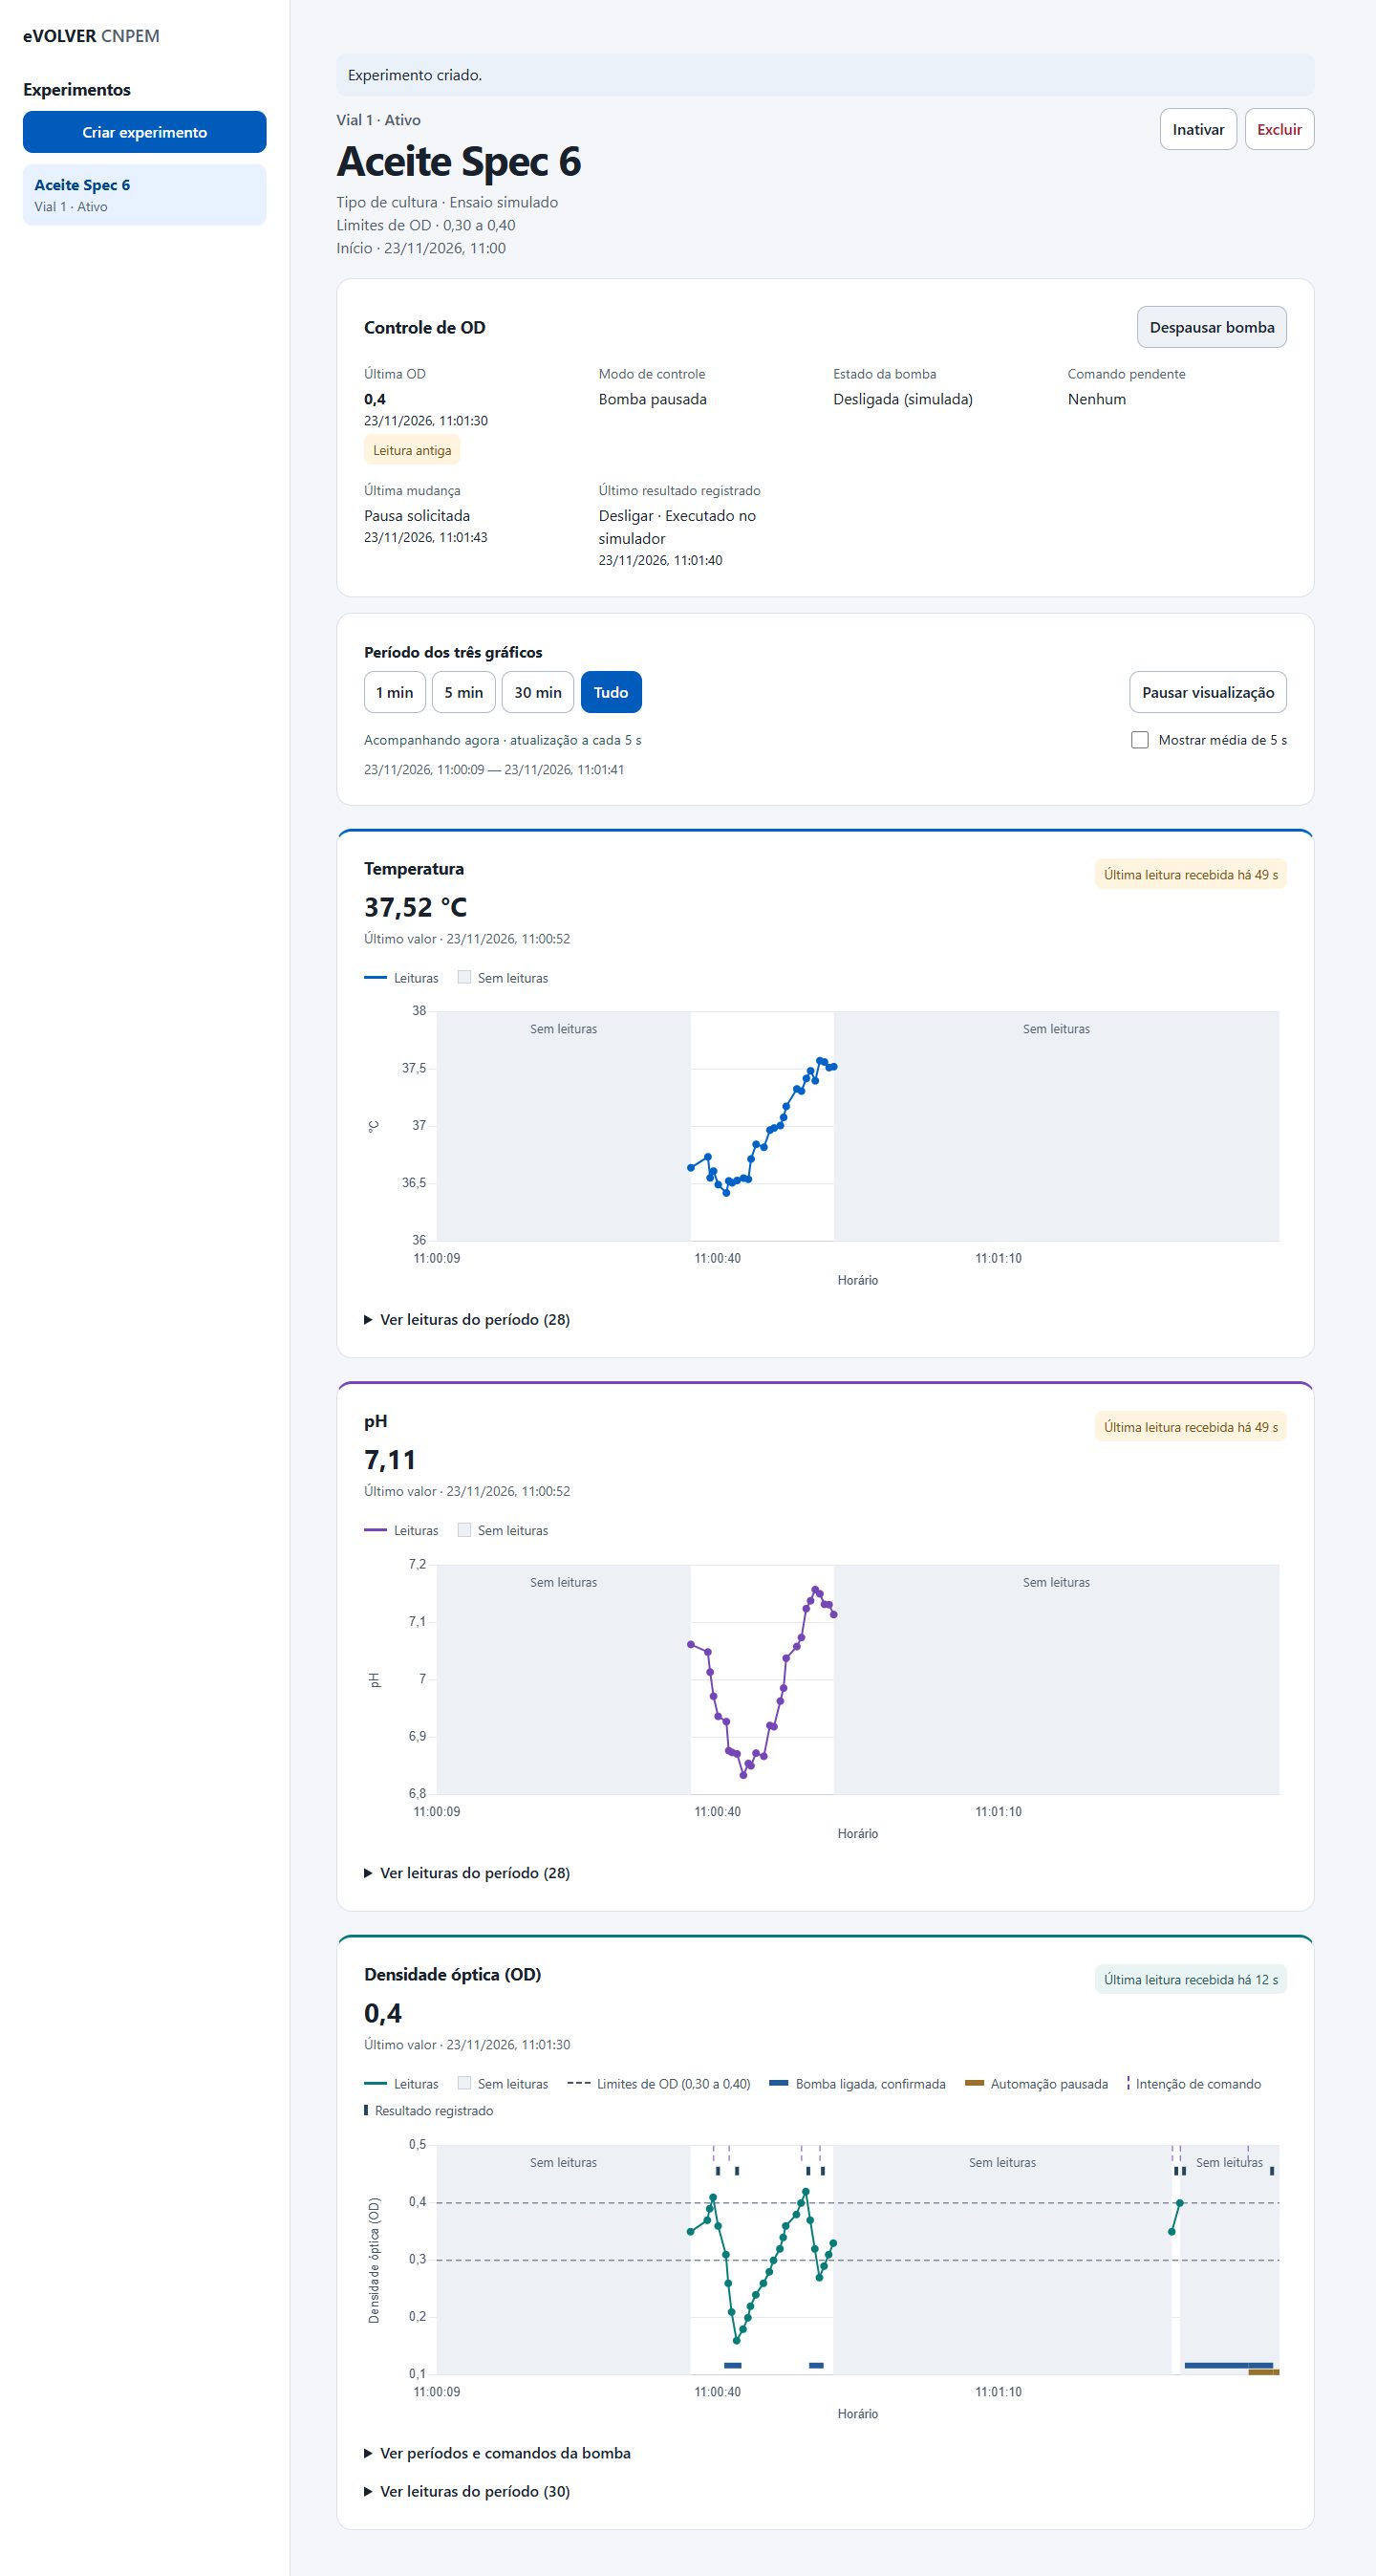 eVOLVER CNPEM
Experimentos
Criar experimento
Aceite Spec 6
Vial 1 · Ativo
Experimento criado.
Vial 1 · Ativo
Inativar
Excluir
Aceite Spec 6
Tipo de cultura · Ensaio simulado
Limites de OD · 0,30 a 0,40
Início · 23/11/2026, 11:00
Controle de OD
Despausar bomba
Última OD
Modo de controle
Estado da bomba
Comando pendente
0,4
Bomba pausada
Desligada (simulada)
Nenhum
23/11/2026, 11:01:30
Leitura antiga
Última mudança
Último resultado registrado
Pausa solicitada
Desligar · Executado no
simulador
23/11/2026, 11:01:43
23/11/2026, 11:01:40
Período dos três gráficos
1 min
5 min
30 min
Tudo
Pausar visualização
Acompanhando agora · atualização a cada 5 s
Mostrar média de 5 s
23/11/2026, 11:00:09 — 23/11/2026, 11:01:41
Temperatura
Última leitura recebida há 49 s
37,52 °C
Último valor · 23/11/2026, 11:00:52
Leituras
Sem leituras
38
Sem leituras
Sem leituras
37,5
°C
37
36,5
36
11:00:09
11:00:40
11:01:10
Horário
▶ Ver leituras do período (28)
pH
Última leitura recebida há 49 s
7,11
Último valor · 23/11/2026, 11:00:52
Leituras
Sem leituras
7,2
Sem leituras
Sem leituras
7,1
pH
7
6,9
6,8
11:00:09
11:00:40
11:01:10
Horário
▶ Ver leituras do período (28)
Densidade óptica (OD)
Última leitura recebida há 12 s
0,4
Último valor · 23/11/2026, 11:01:30
Leituras
Sem leituras
Limites de OD (0,30 a 0,40)
Bomba ligada, confirmada
Automação pausada
Intenção de comando
Resultado registrado
0,5
Sem leituras
Sem leituras
Sem leituras
0,4
Densidade óptica (OD)
0,3
0,2
0,1
11:00:09
11:00:40
11:01:10
Horário
▶ Ver períodos e comandos da bomba
▶ Ver leituras do período (30)